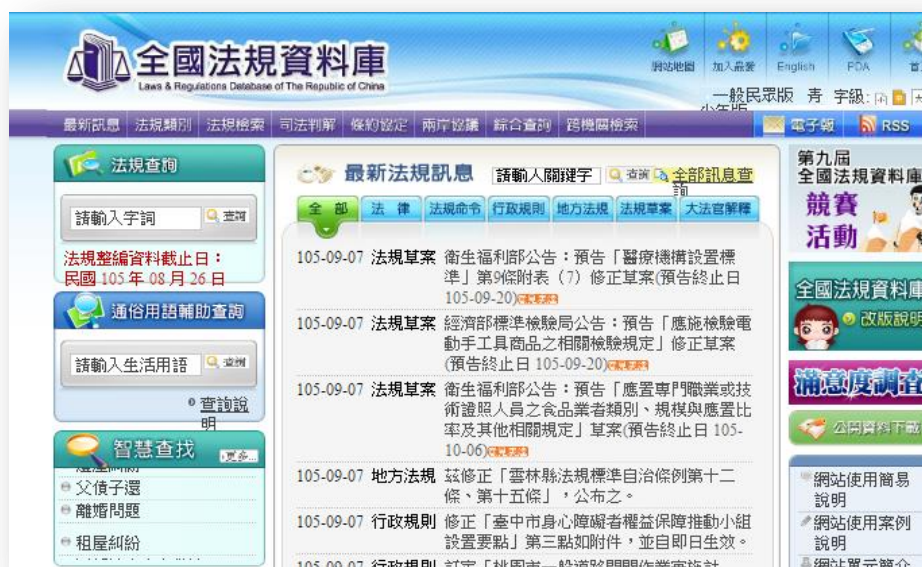 全國法規資料庫
Laws & Regulations Database of The Republic of China
網站地圖 加入最愛 English PDA
一般民眾版 青 字級:
少年版
最新訊息 法規類別 法規檢索 司法判解 條約協定 兩岸協議 綜合查詢 跨機關檢索 電子報 RSS
法規查詢
請輸入字詞 查詢
法規整編資料截止日：
民國 105 年 08 月 26 日
通俗用語輔助查詢
請輸入生活用語 查詢
查詢說
明
智慧查找 更多...
父債子還
離婚問題
租屋糾紛
最新法規訊息 請輸入關鍵字 查詢 全部訊息查
詢
全 部 法 律 法規命令 行政規則 地方法規 法規草案 大法官解釋
105-09-07 法規草案 衛生福利部公告：預告「醫療機構設置標
準」第9條附表（7）修正草案(預告終止日
105-09-20)
105-09-07 法規草案 經濟部標準檢驗局公告：預告「應施檢驗電
動手工具商品之相關檢驗規定」修正草案
(預告終止日 105-09-20)
105-09-07 法規草案 衛生福利部公告：預告「應置專門職業或技
術證照人員之食品業者類別、規模與應置比
率及其他相關規定」草案(預告終止日 105-
10-06)
105-09-07 地方法規 茲修正「雲林縣法規標準自治條例第十二
條、第十五條」，公布之。
105-09-07 行政規則 修正「臺中市身心障礙者權益保障推動小組
設置要點」第三點如附件，並自即日生效。
105-09-07 行政規則
第九屆
全國法規資料庫
競賽
活動
全國法規資料庫
改版說明
滿意度調查
公開資料下載
網站使用簡易
說明
網站使用案例
說明
網站單元簡介